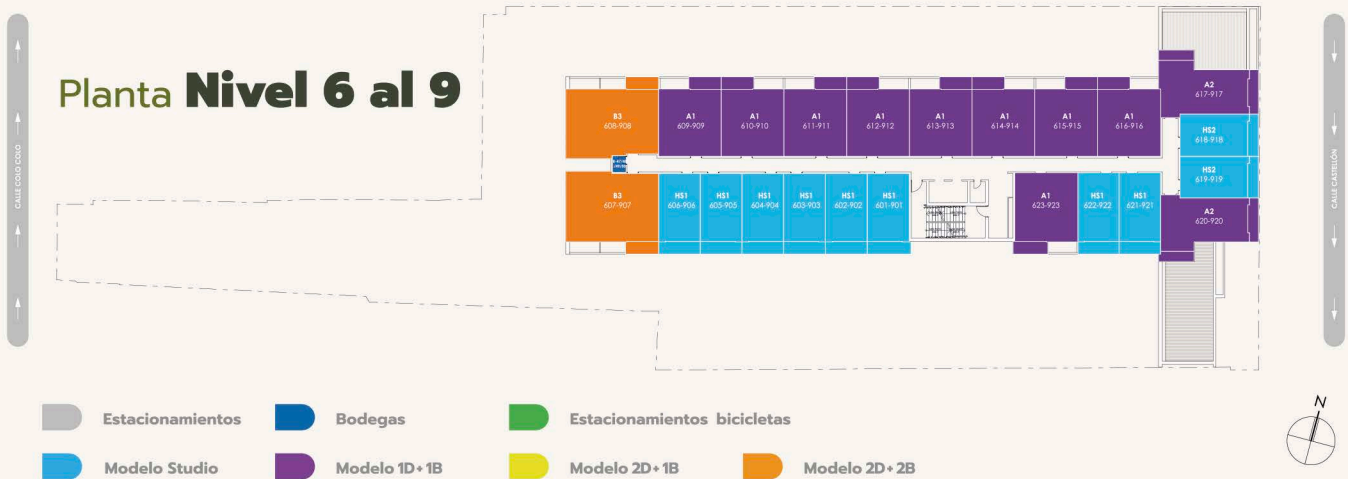 Planta Nivel 6 al 9
CALLE COLO COLO
CALLE CASTELLÓN
B3
608-908
A1
609-909
A1
610-910
A1
611-911
A1
612-912
A1
613-913
A1
614-914
A1
615-915
A1
616-916
A2
617-917
HS2
618-918
HS2
619-919
A2
620-920
B3
607-907
HS1
606-906
HS1
605-905
HS1
604-904
HS1
603-903
HS1
602-902
HS1
601-901
A1
623-923
HS1
622-922
HS1
621-921
Estacionamientos
Bodegas
Estacionamientos bicicletas
Modelo Studio
Modelo 1D+1B
Modelo 2D+1B
Modelo 2D+2B
N